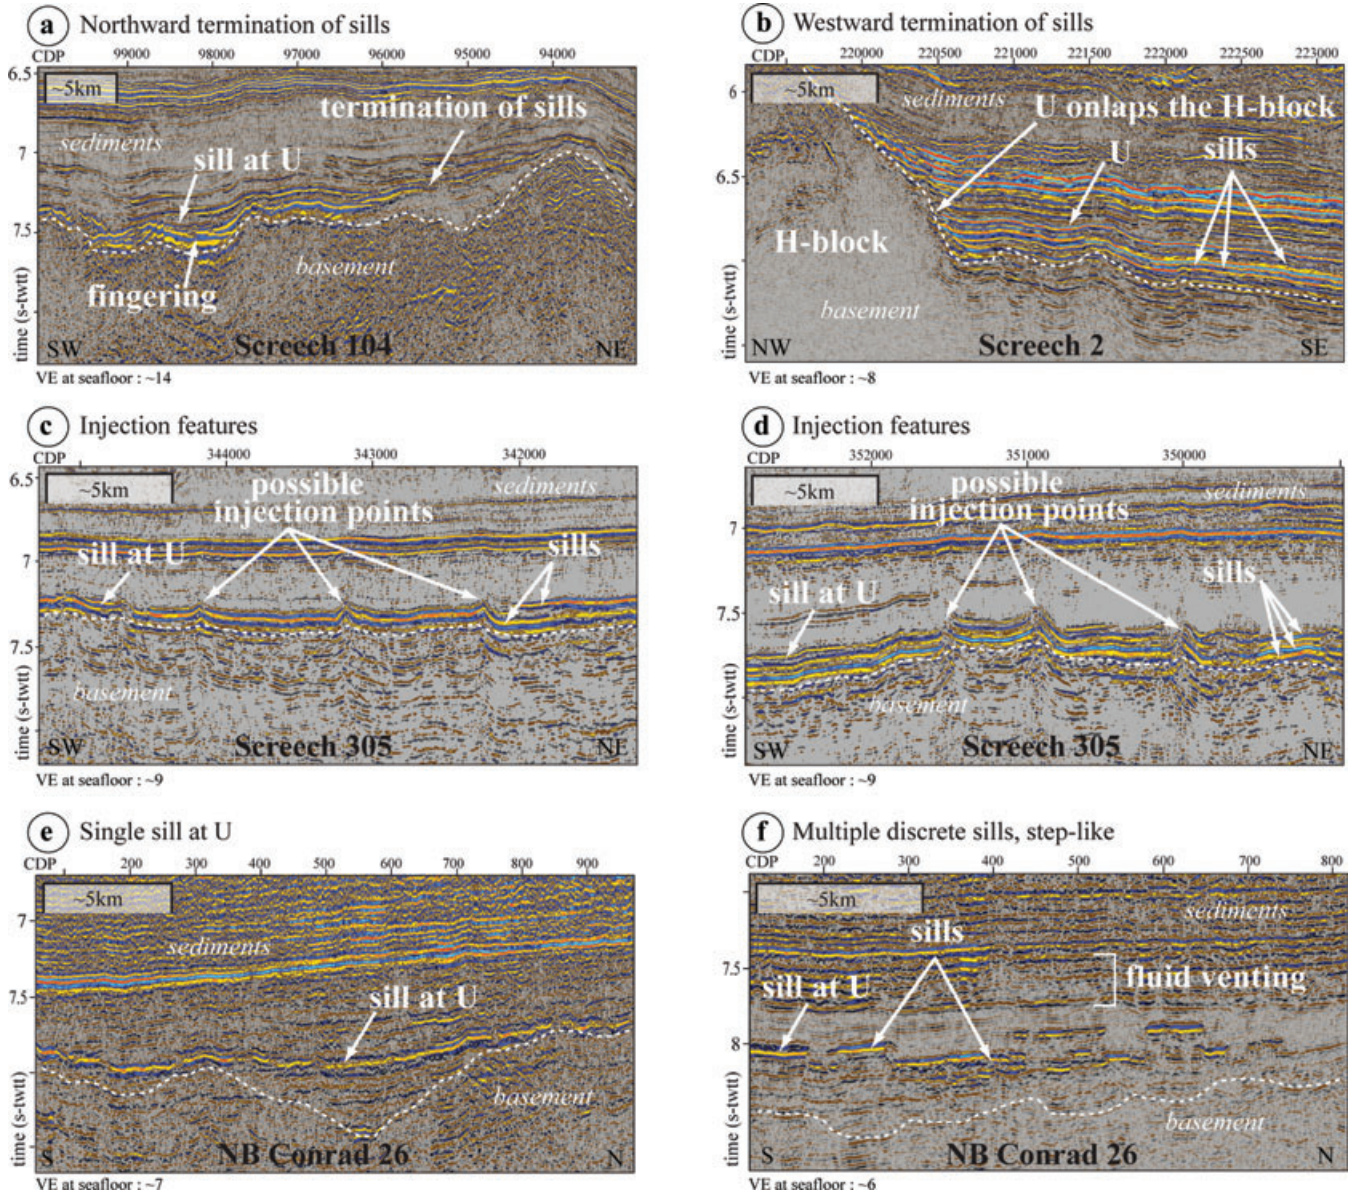 a Northward termination of sills
CDP 99000 98000 97000 96000 95000 94000
6.5
~5km
termination of sills
sediments
7
sill at U
7.5
basement
fingering
time (s-twtt)
SW Screech 104 NE
VE at seafloor : ~14
b Westward termination of sills
CDP 220000 220500 221000 221500 222000 222500 223000
6
~5km
sediments
U onlaps the H-block
U sills
6.5
H-block
basement
time (s-twtt)
NW Screech 2 SE
VE at seafloor : ~8
c Injection features
CDP 344000 343000 342000
6.5
~5km
possible
injection points
sediments
sill at U
sills
7
7.5
basement
time (s-twtt)
SW Screech 305 NE
VE at seafloor : ~9
d Injection features
CDP 352000 351000 350000
~5km
possible
injection points
sediments
7
sill at U
sills
7.5
basement
time (s-twtt)
SW Screech 305 NE
VE at seafloor : ~9
e Single sill at U
CDP 200 300 400 500 600 700 800 900
~5km
7
sediments
7.5
sill at U
basement
time (s-twtt)
S NB Conrad 26 N
VE at seafloor : ~7
f Multiple discrete sills, step-like
CDP 200 300 400 500 600 700 800
~5km
sediments
sills
7.5
sill at U
fluid venting
8
basement
time (s-twtt)
S NB Conrad 26 N
VE at seafloor : ~6